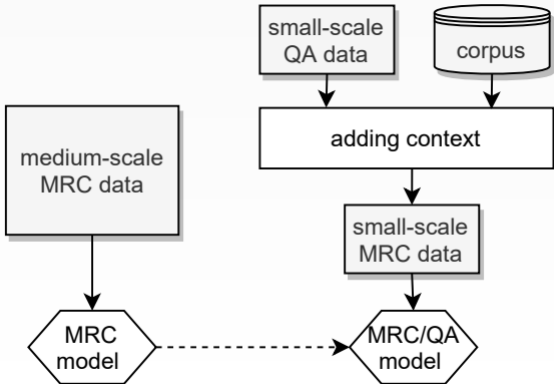 small-scale
QA data
corpus
adding context
medium-scale
MRC data
small-scale
MRC data
MRC
model
MRC/QA
model